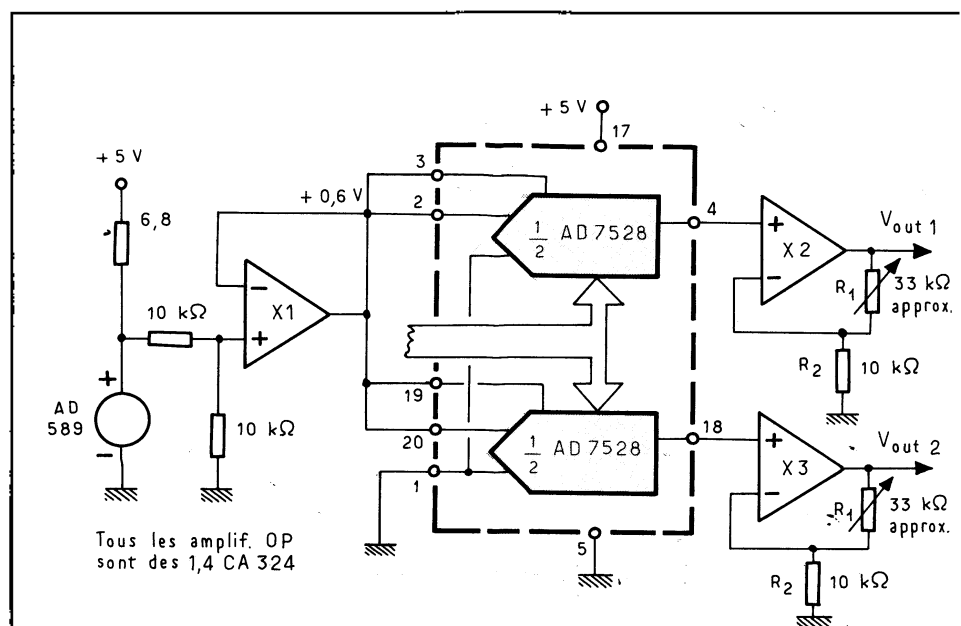 + 5 V
17
+ 5 V
3
+ 0,6 V
2
6,8
1/2 AD 7528
4
+
X2
−
V out 1
R1
33 kΩ
approx.
R2
10 kΩ
10 kΩ
−
X1
+
+
AD
589
−
10 kΩ
19
20
1
1/2 AD 7528
18
+
X3
−
V out 2
R1
33 kΩ
approx.
R2
10 kΩ
5
Tous les amplif. OP
sont des 1,4 CA 324